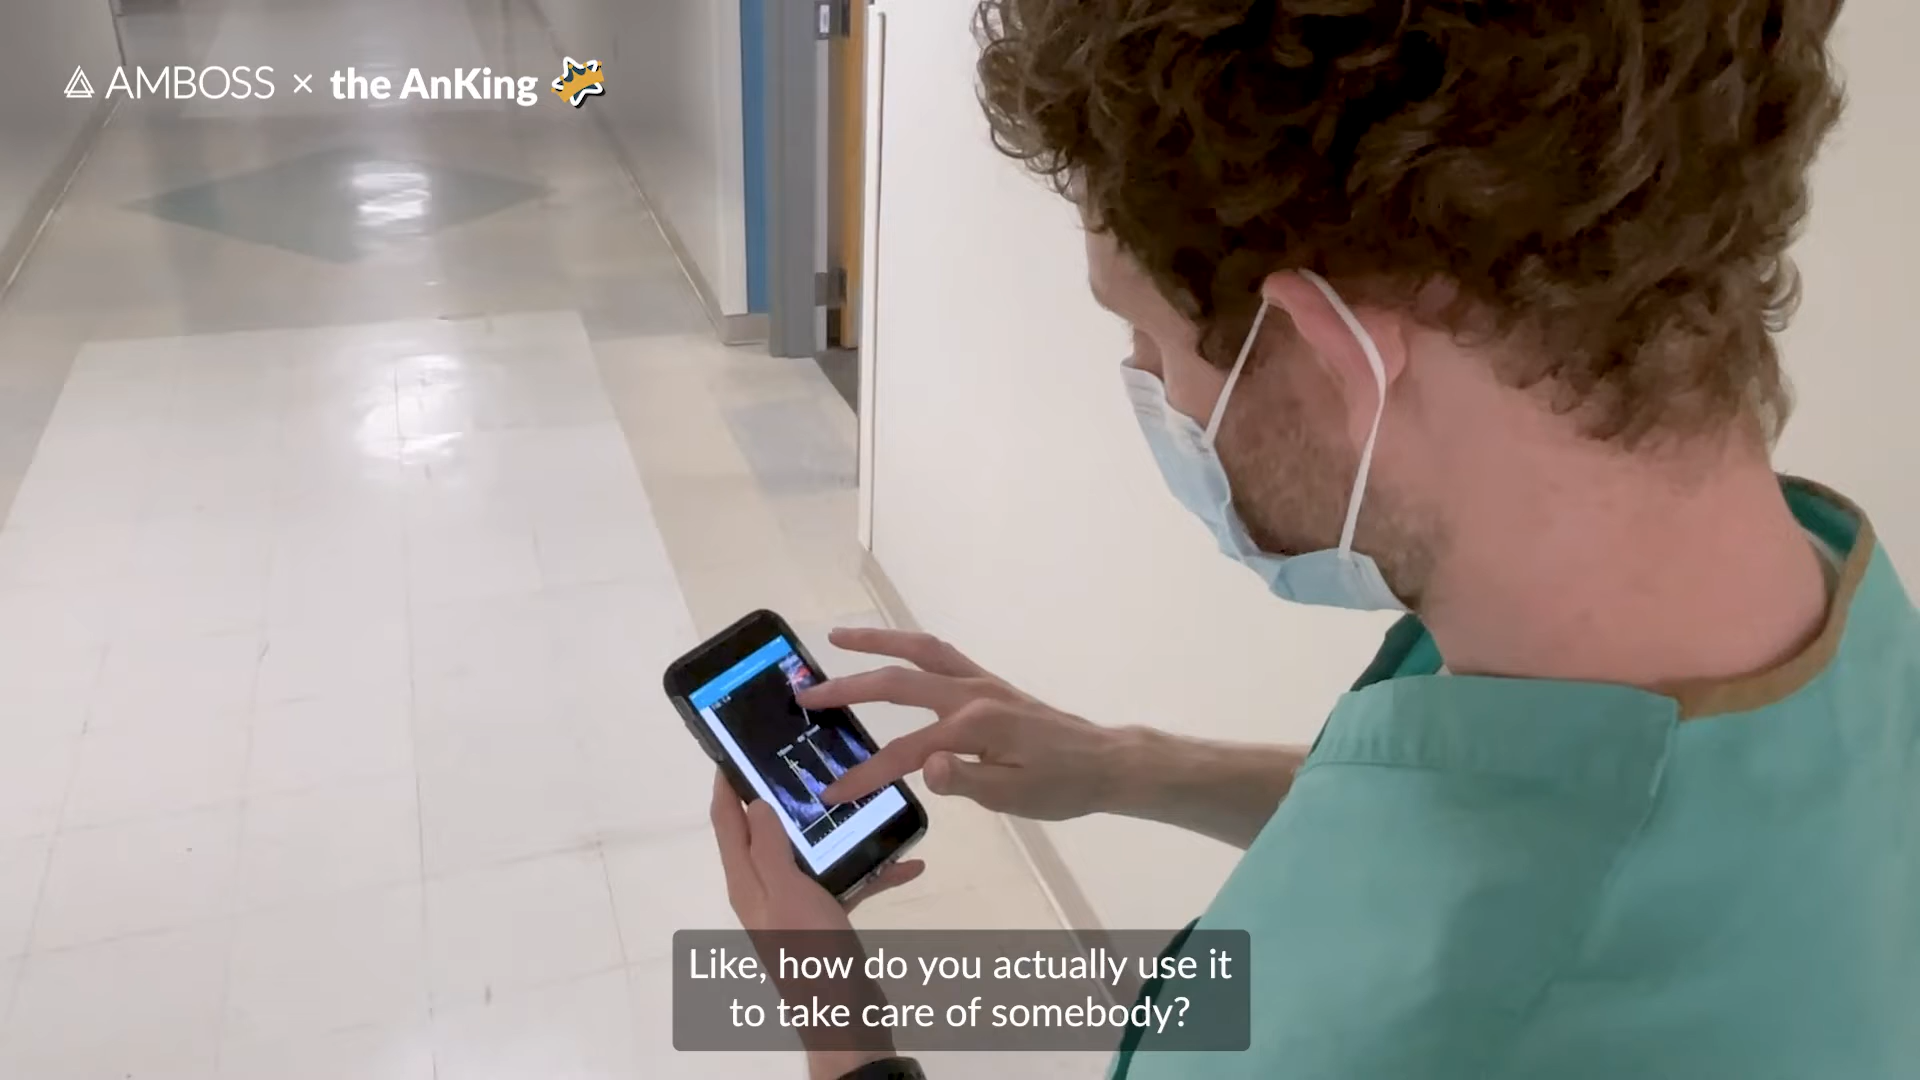 AMBOSS × the AnKing
Like, how do you actually use it
to take care of somebody?